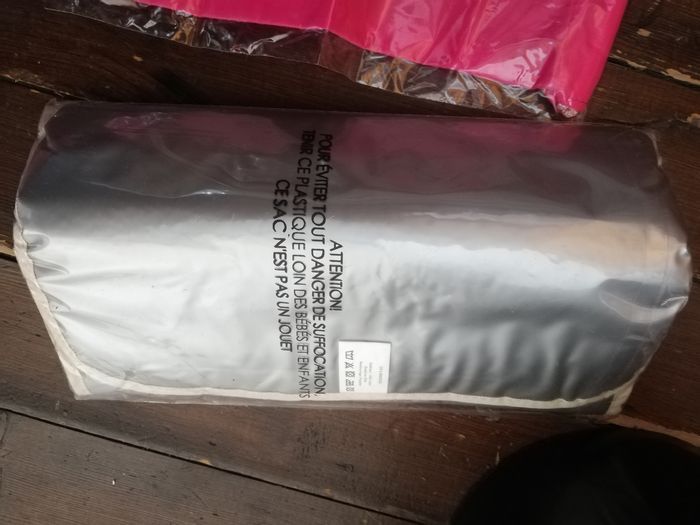 ATTENTION!
POUR ÉVITER TOUT DANGER DE SUFFOCATION,
TENIR CE PLASTIQUE LOIN DES BÉBÉS ET ENFANTS
CE SAC N'EST PAS UN JOUET